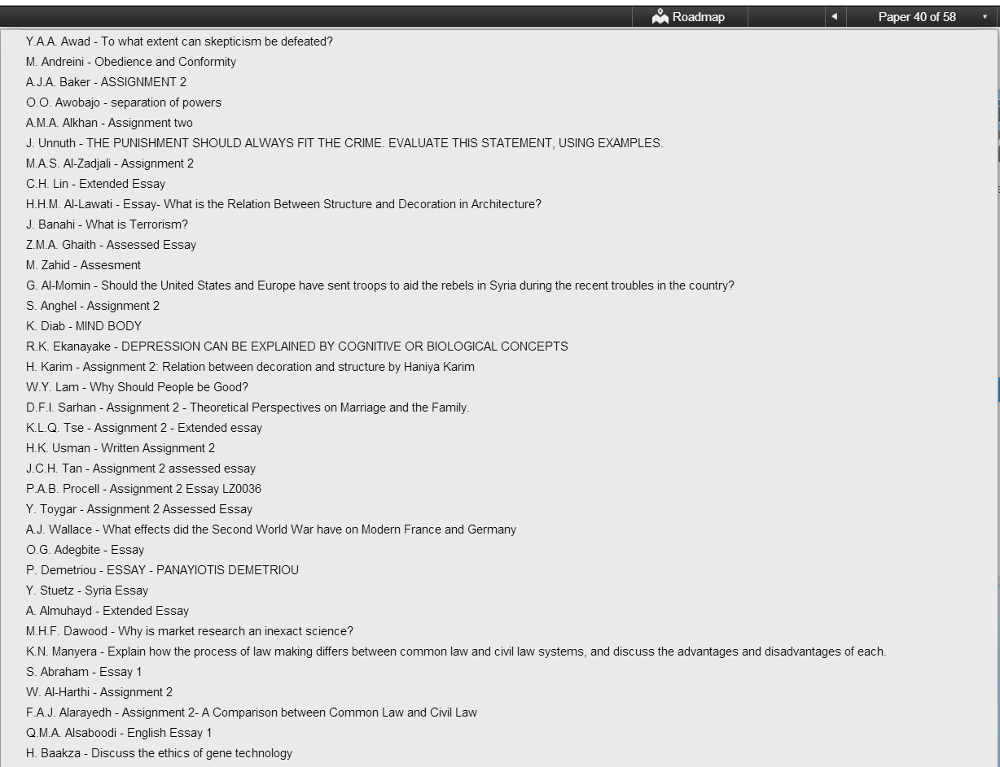 Roadmap Paper 40 of 58
Y.A.A. Awad - To what extent can skepticism be defeated?
M. Andreini - Obedience and Conformity
A.J.A. Baker - ASSIGNMENT 2
O.O. Awobajo - separation of powers
A.M.A. Alkhan - Assignment two
J. Unnuth - THE PUNISHMENT SHOULD ALWAYS FIT THE CRIME. EVALUATE THIS STATEMENT, USING EXAMPLES.
M.A.S. Al-Zadjali - Assignment 2
C.H. Lin - Extended Essay
H.H.M. Al-Lawati - Essay- What is the Relation Between Structure and Decoration in Architecture?
J. Banahi - What is Terrorism?
Z.M.A. Ghaith - Assessed Essay
M. Zahid - Assesment
G. Al-Momin - Should the United States and Europe have sent troops to aid the rebels in Syria during the recent troubles in the country?
S. Anghel - Assignment 2
K. Diab - MIND BODY
R.K. Ekanayake - DEPRESSION CAN BE EXPLAINED BY COGNITIVE OR BIOLOGICAL CONCEPTS
H. Karim - Assignment 2: Relation between decoration and structure by Haniya Karim
W.Y. Lam - Why Should People be Good?
D.F.I. Sarhan - Assignment 2 - Theoretical Perspectives on Marriage and the Family.
K.L.Q. Tse - Assignment 2 - Extended essay
H.K. Usman - Written Assignment 2
J.C.H. Tan - Assignment 2 assessed essay
P.A.B. Procell - Assignment 2 Essay LZ0036
Y. Toygar - Assignment 2 Assessed Essay
A.J. Wallace - What effects did the Second World War have on Modern France and Germany
O.G. Adegbite - Essay
P. Demetriou - ESSAY - PANAYIOTIS DEMETRIOU
Y. Stuetz - Syria Essay
A. Almuhayd - Extended Essay
M.H.F. Dawood - Why is market research an inexact science?
K.N. Manyera - Explain how the process of law making differs between common law and civil law systems, and discuss the advantages and disadvantages of each.
S. Abraham - Essay 1
W. Al-Harthi - Assignment 2
F.A.J. Alarayedh - Assignment 2- A Comparison between Common Law and Civil Law
Q.M.A. Alsaboodi - English Essay 1
H. Baakza - Discuss the ethics of gene technology